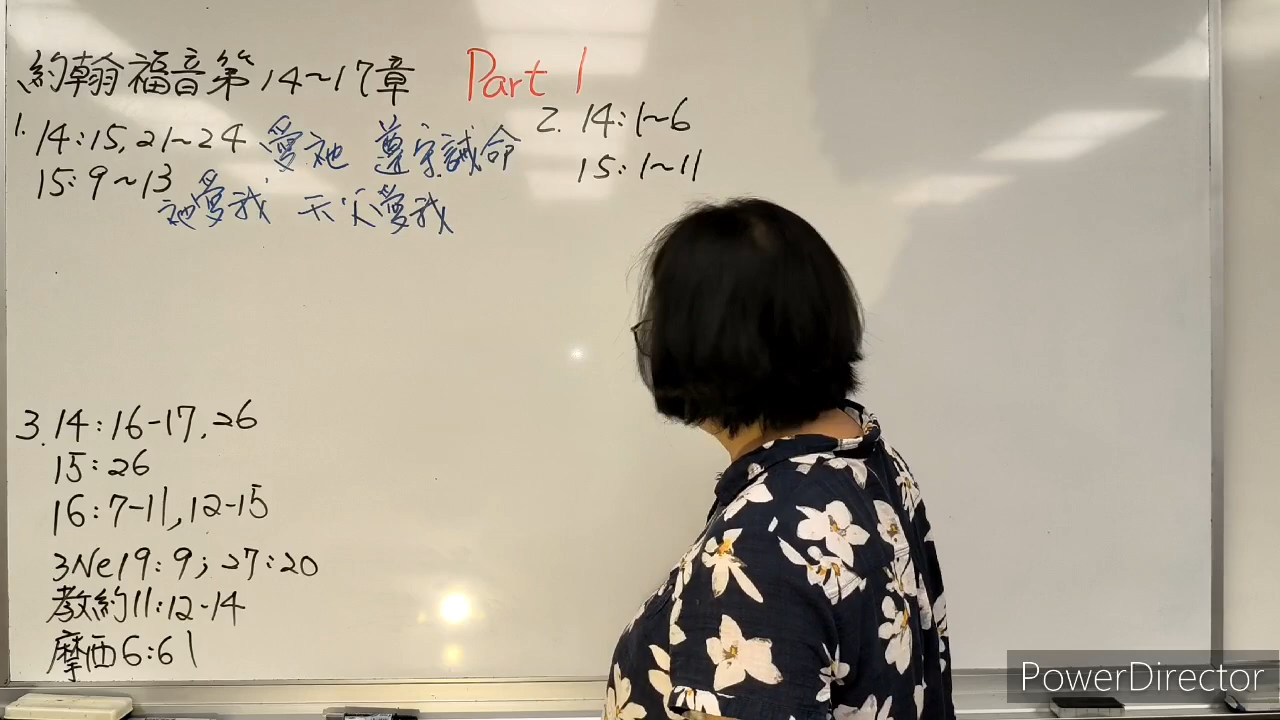 約翰福音第14~17章 Part 1
1. 14:15, 21~24 愛祂 遵守誡命
15:9~13
祂愛我 天父愛我
2. 14:1~6
15:1~11
3. 14:16-17, 26
15:26
16:7-11, 12-15
3Ne19:9; 27:20
教約11:12-14
摩西6:61
PowerDirector